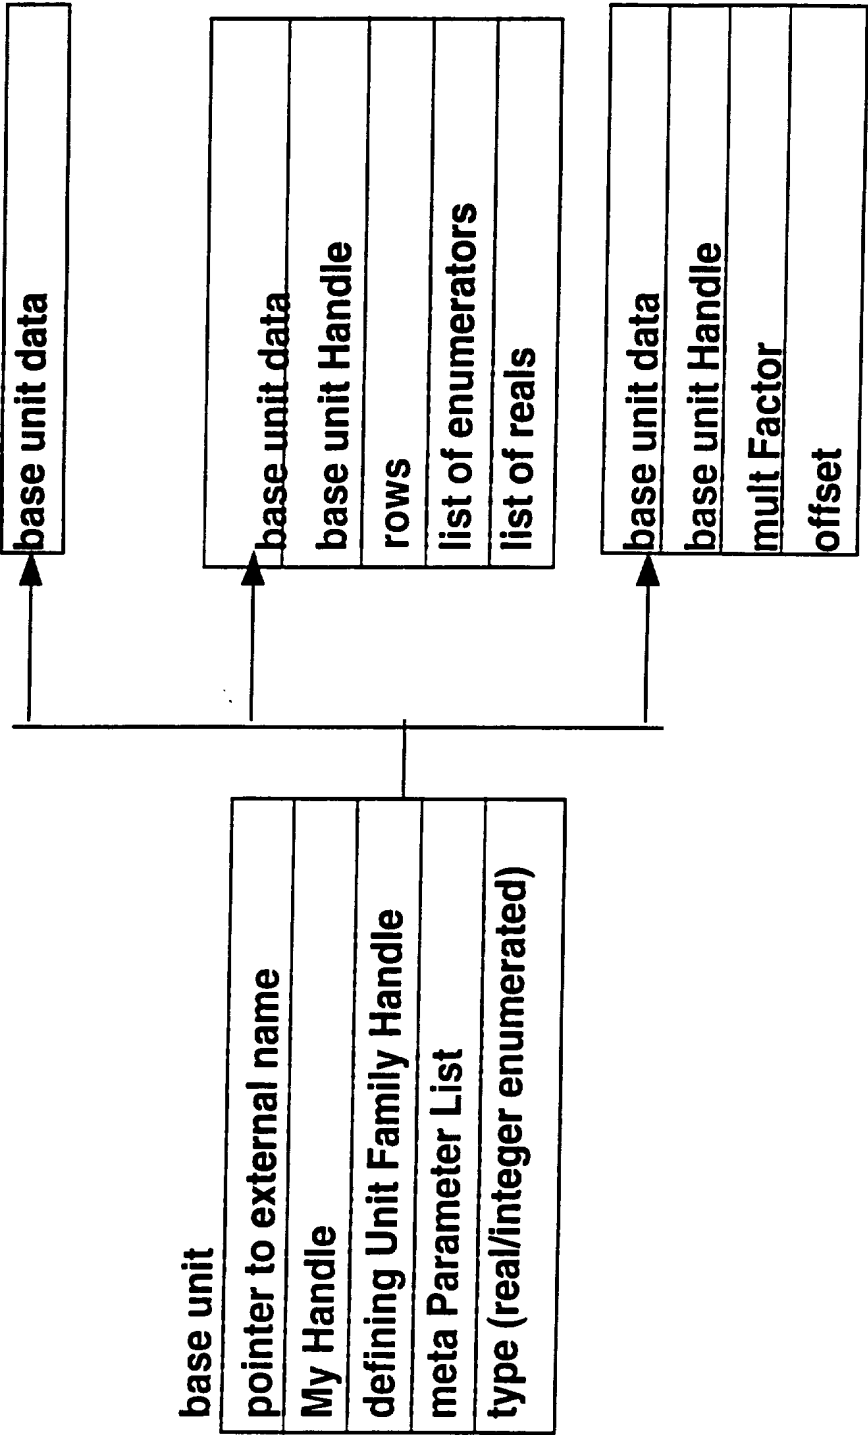 base unit
pointer to external name
My Handle
defining Unit Family Handle
meta Parameter List
type (real/integer enumerated)
base unit data
base unit data
base unit Handle
rows
list of enumerators
list of reals
base unit data
base unit Handle
mult Factor
offset